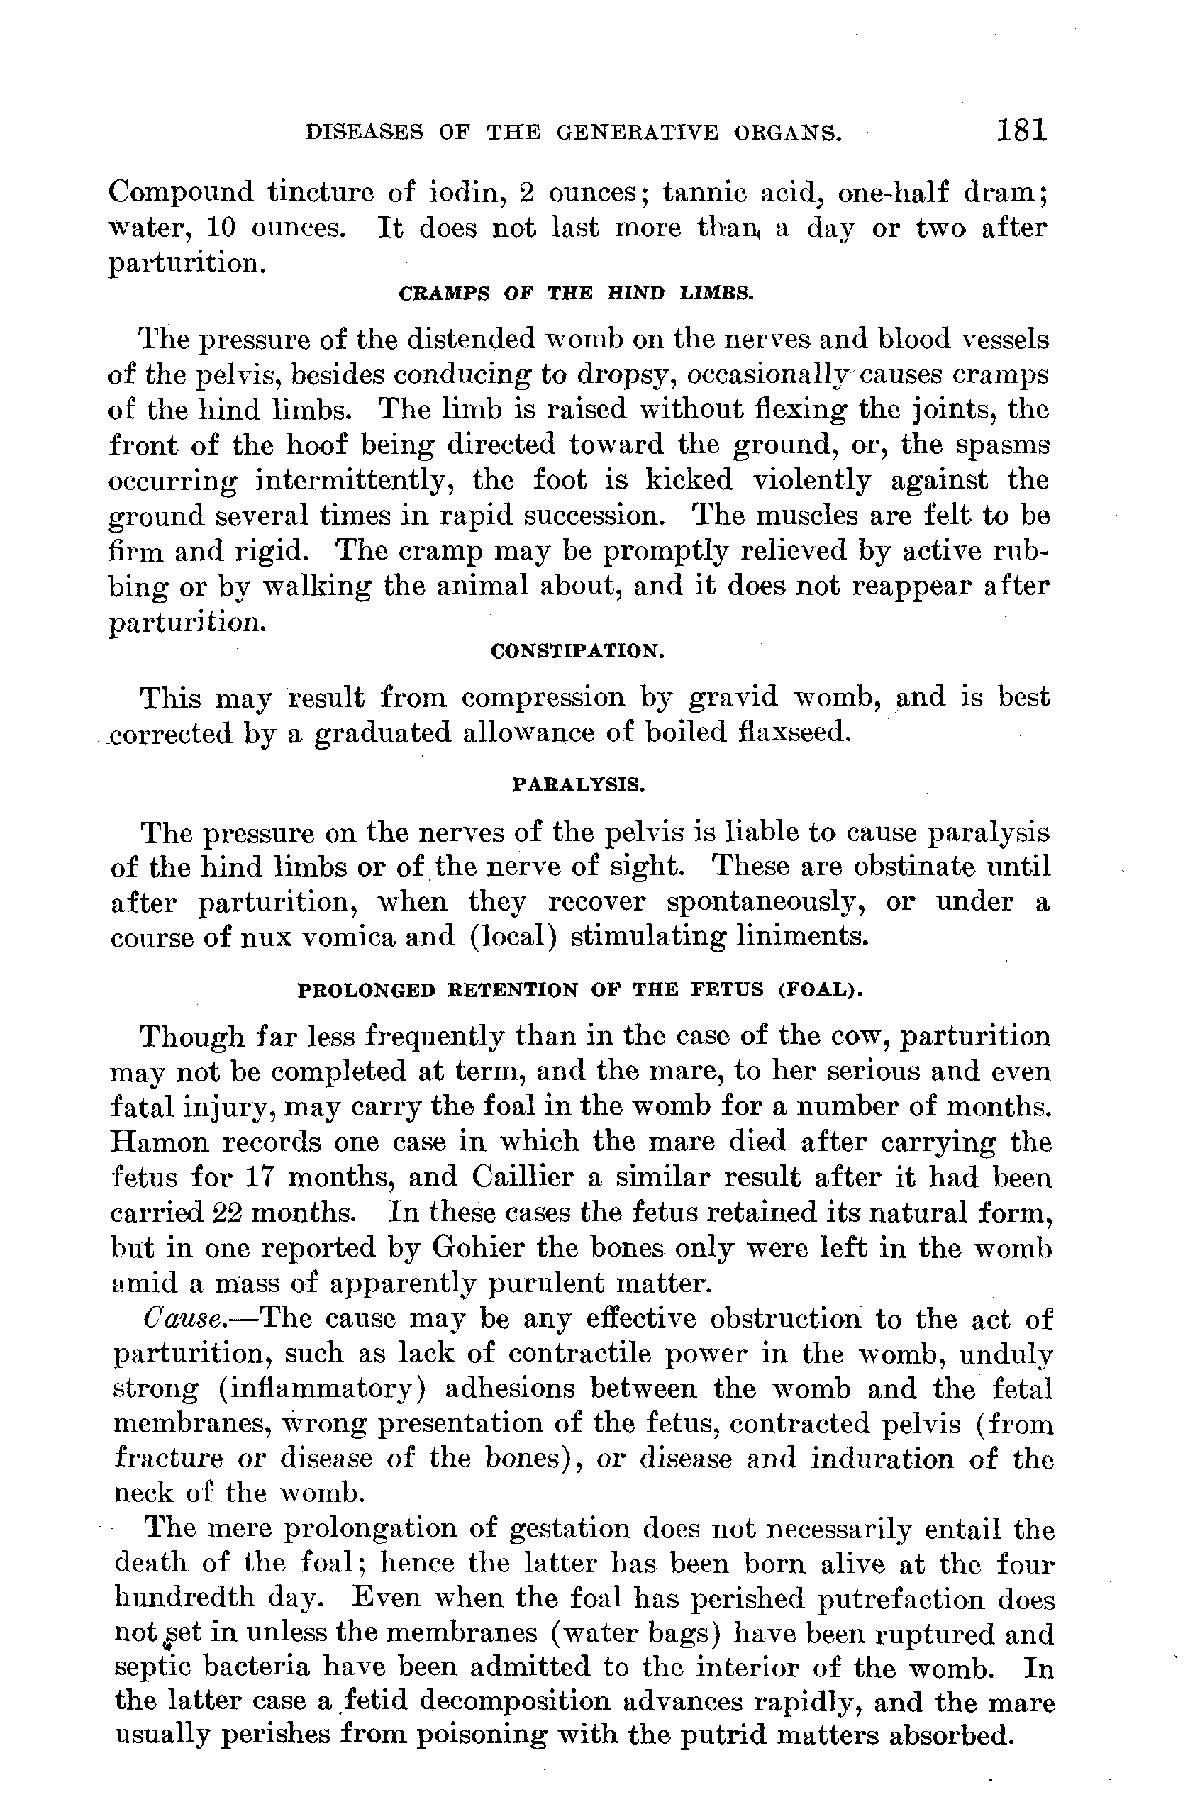 DISEASES OF THE GENERATIVE ORGANS. 181
Compound tincture of iodin, 2 ounces; tannic acid, one-half dram;
water, 10 ounces. It does not last more than a day or two after
parturition.
CRAMPS OF THE HIND LIMBS.
The pressure of the distended womb on the nerves and blood vessels
of the pelvis, besides conducing to dropsy, occasionally causes cramps
of the hind limbs. The limb is raised without flexing the joints, the
front of the hoof being directed toward the ground, or, the spasms
occurring intermittently, the foot is kicked violently against the
ground several times in rapid succession. The muscles are felt to be
firm and rigid. The cramp may be promptly relieved by active rub-
bing or by walking the animal about, and it does not reappear after
parturition.
CONSTIPATION.
This may result from compression by gravid womb, and is best
corrected by a graduated allowance of boiled flaxseed.
PARALYSIS.
The pressure on the nerves of the pelvis is liable to cause paralysis
of the hind limbs or of the nerve of sight. These are obstinate until
after parturition, when they recover spontaneously, or under a
course of nux vomica and (local) stimulating liniments.
PROLONGED RETENTION OF THE FETUS (FOAL).
Though far less frequently than in the case of the cow, parturition
may not be completed at term, and the mare, to her serious and even
fatal injury, may carry the foal in the womb for a number of months.
Hamon records one case in which the mare died after carrying the
fetus for 17 months, and Caillier a similar result after it had been
carried 22 months. In these cases the fetus retained its natural form,
but in one reported by Gohier the bones only were left in the womb
amid a mass of apparently purulent matter.
Cause.—The cause may be any effective obstruction to the act of
parturition, such as lack of contractile power in the womb, unduly
strong (inflammatory) adhesions between the womb and the fetal
membranes, wrong presentation of the fetus, contracted pelvis (from
fracture or disease of the bones), or disease and induration of the
neck of the womb.
The mere prolongation of gestation does not necessarily entail the
death of the foal; hence the latter has been born alive at the four
hundredth day. Even when the foal has perished putrefaction does
not set in unless the membranes (water bags) have been ruptured and
septic bacteria have been admitted to the interior of the womb. In
the latter case a fetid decomposition advances rapidly, and the mare
usually perishes from poisoning with the putrid matters absorbed.